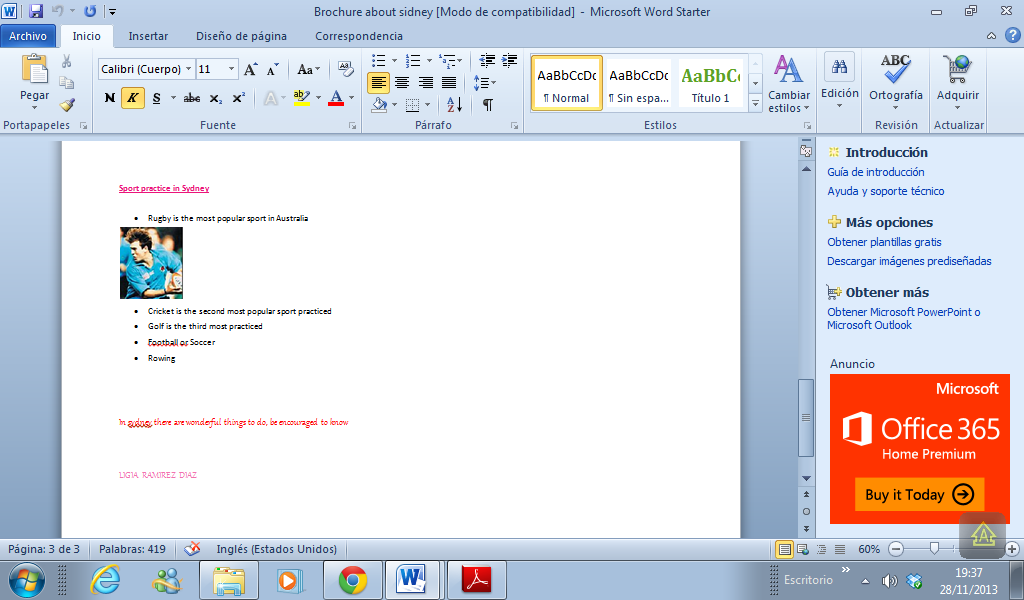 Brochure about sidney [Modo de compatibilidad] - Microsoft Word Starter
Archivo Inicio Insertar Diseño de página Correspondencia
Calibri (Cuerpo) 11 A A Aa
Pegar
N K S abc x₂ x² A ab A
AaBbCcDc AaBbCcDc AaBbC
¶ Normal ¶ Sin espa... Título 1
Cambiar estilos
Edición
ABC
Ortografía
Adquirir
Portapapeles Fuente Párrafo Estilos Revisión Actualizar
Sport practice in Sydney
• Rugby is the most popular sport in Australia
• Cricket is the second most popular sport practiced
• Golf is the third most practiced
• Football or Soccer
• Rowing
In sydney there are wonderful things to do, be encouraged to know
LIGIA RAMIREZ DIAZ
Introducción
Guía de introducción
Ayuda y soporte técnico
Más opciones
Obtener plantillas gratis
Descargar imágenes prediseñadas
Obtener más
Obtener Microsoft PowerPoint o
Microsoft Outlook
Anuncio
Microsoft
Office 365
Home Premium
Buy it Today
Página: 3 de 3 Palabras: 419 Inglés (Estados Unidos) 60%
Escritorio » 19:37
28/11/2013